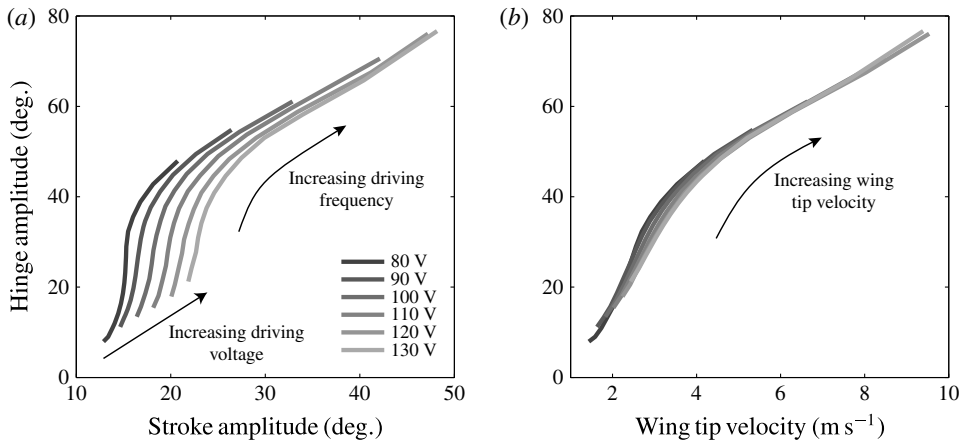 (a)
80
60
40
20
0
Hinge amplitude (deg.)
Increasing driving
frequency
80 V
90 V
100 V
110 V
120 V
130 V
Increasing driving
voltage
10 20 30 40 50
Stroke amplitude (deg.)
(b)
80
60
40
20
0
Increasing wing
tip velocity
2 4 6 8 10
Wing tip velocity (m s⁻¹)